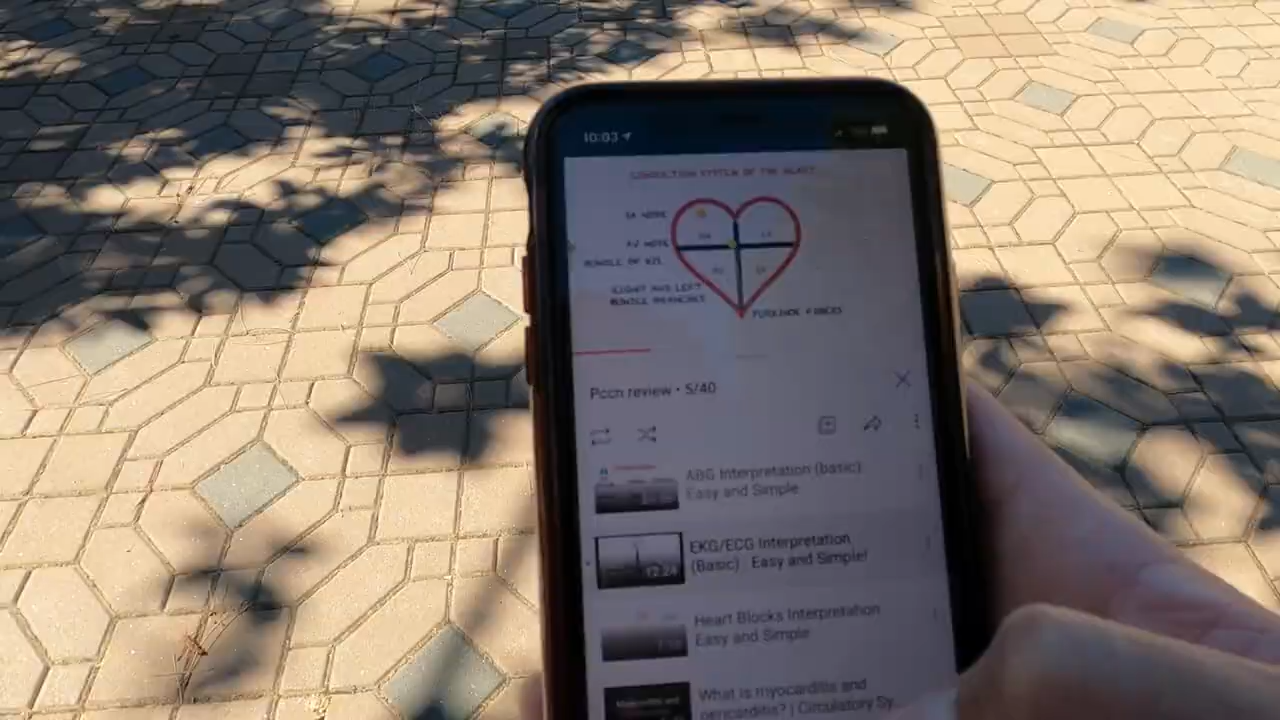 10:03
CONDUCTION SYSTEM OF THE HEART
SA NODE
AV NODE
BUNDLE OF HIS
RIGHT AND LEFT
BUNDLE BRANCHES
PURKINJE FIBERS
Pccn review • 5/40
ABG Interpretation (basic):
Easy and Simple
EKG/ECG Interpretation
(Basic) : Easy and Simple!
12:24
Heart Blocks Interpretation :
Easy and Simple
What is myocarditis and
pericarditis? | Circulatory Sy...